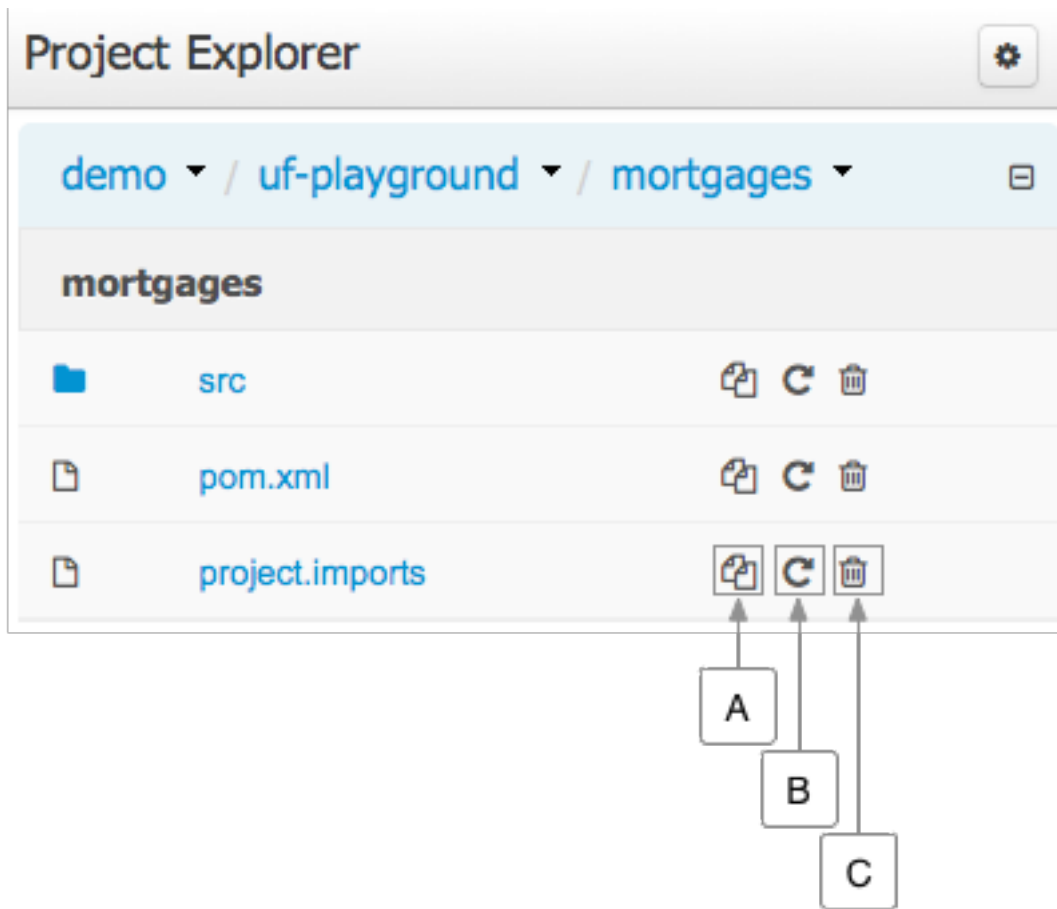 Project Explorer
demo / uf-playground / mortgages
mortgages
src
pom.xml
project.imports
A
B
C